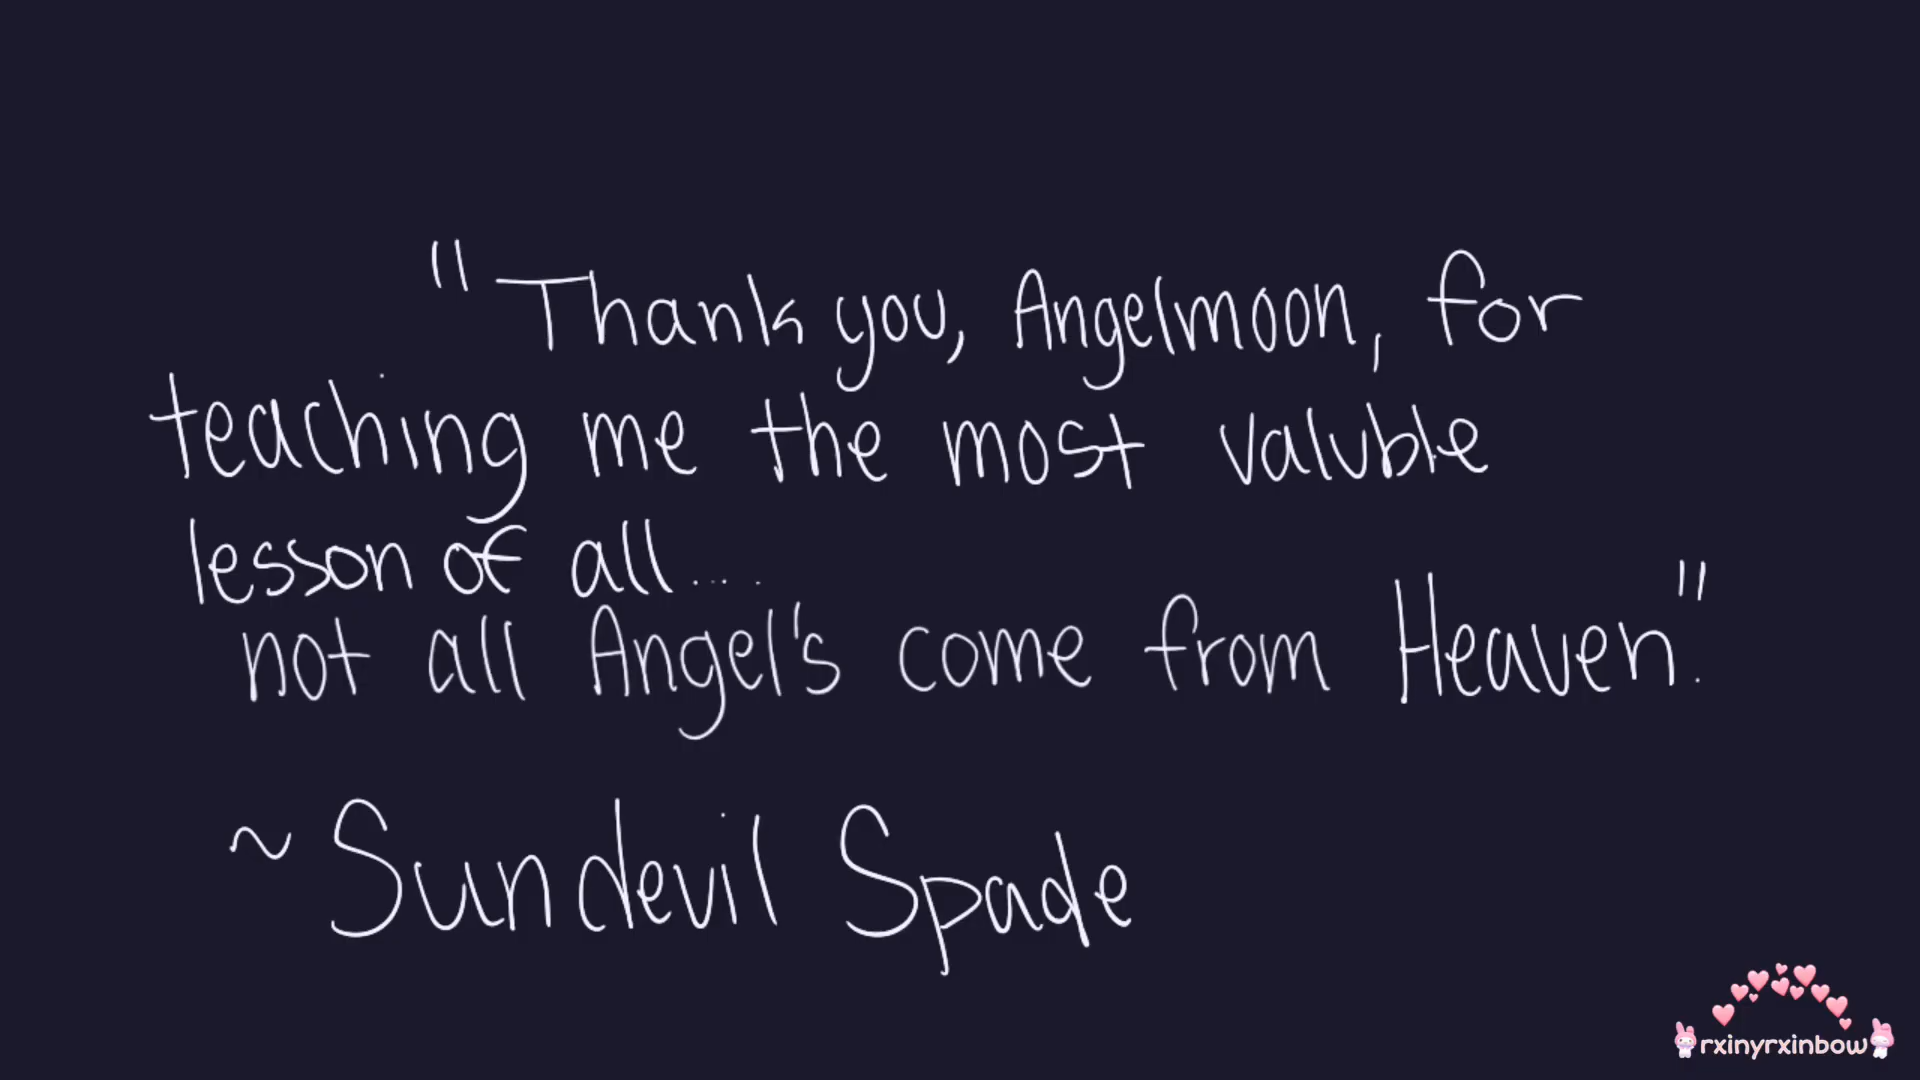 "Thank you, Angelmoon, for
teaching me the most valuble
lesson of all....
not all Angel's come from Heaven."
~ Sundevil Spade
rxinyrxinbow